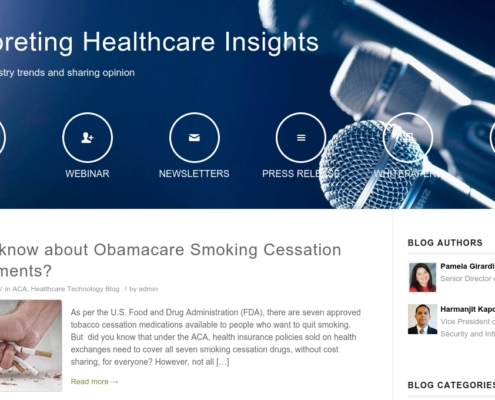 preting Healthcare Insights
stry trends and sharing opinion
WEBINAR
NEWSLETTERS
PRESS RELEASE
WHITEPAPER
know about Obamacare Smoking Cessation
ments?
/ in ACA, Healthcare Technology Blog / by admin
As per the U.S. Food and Drug Administration (FDA), there are seven approved
tobacco cessation medications available to people who want to quit smoking.
But did you know that under the ACA, health insurance policies sold on health
exchanges need to cover all seven smoking cessation drugs, without cost
sharing, for everyone? However, not all […]
Read more →
BLOG AUTHORS
Pamela Girardi
Senior Director
Harmanjit Kapo
Vice President
Security and Inf
BLOG CATEGORIES